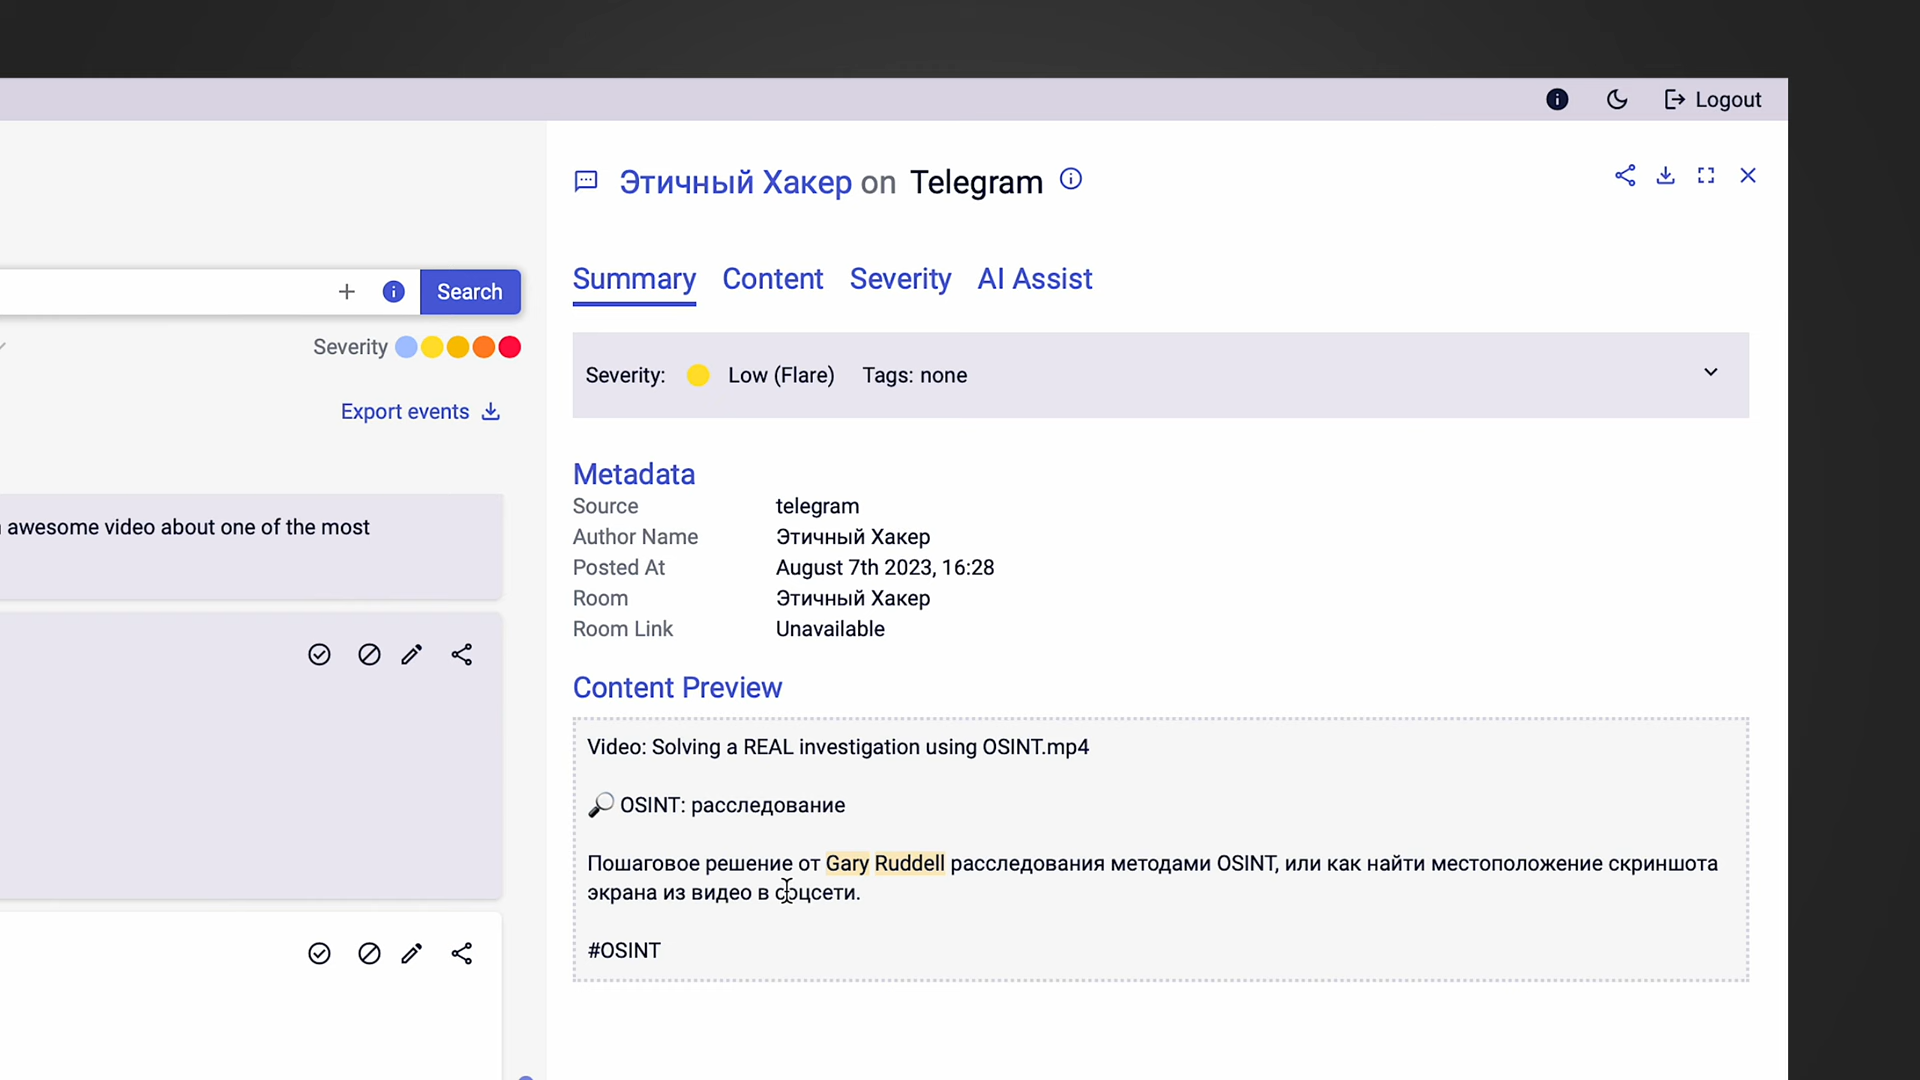 Logout
Этичный Хакер on Telegram
Summary Content Severity AI Assist
Search
Severity
Severity: Low (Flare) Tags: none
Export events
Metadata
Source telegram
awesome video about one of the most
Author Name Этичный Хакер
Posted At August 7th 2023, 16:28
Room Этичный Хакер
Room Link Unavailable
Content Preview
Video: Solving a REAL investigation using OSINT.mp4
OSINT: расследование
Пошаговое решение от Gary Ruddell расследования методами OSINT, или как найти местоположение скриншота
экрана из видео в соцсети.
#OSINT